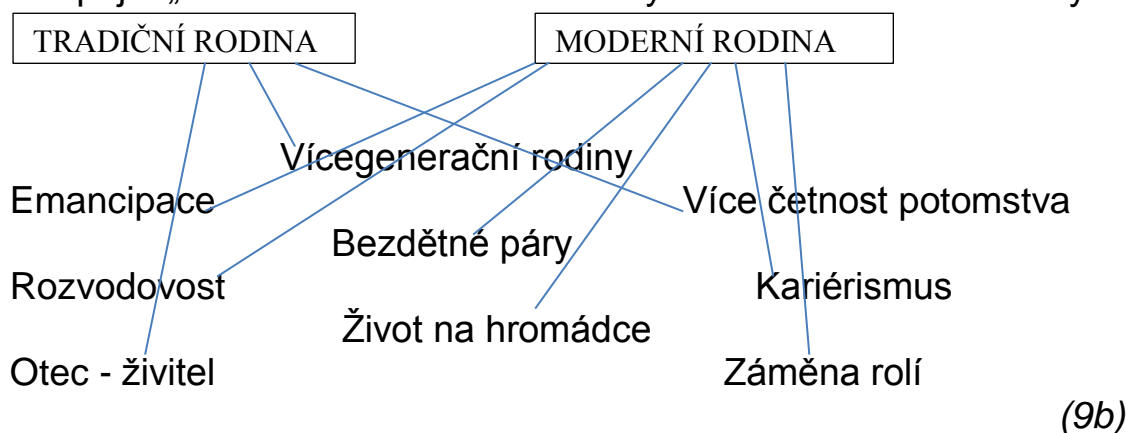 TRADIČNÍ RODINA MODERNÍ RODINA
Vícegenerační rodiny
Emancipace Více četnost potomstva
Bezdětné páry
Rozvodovost Kariérismus
Život na hromádce
Otec - živitel Záměna rolí
(9b)